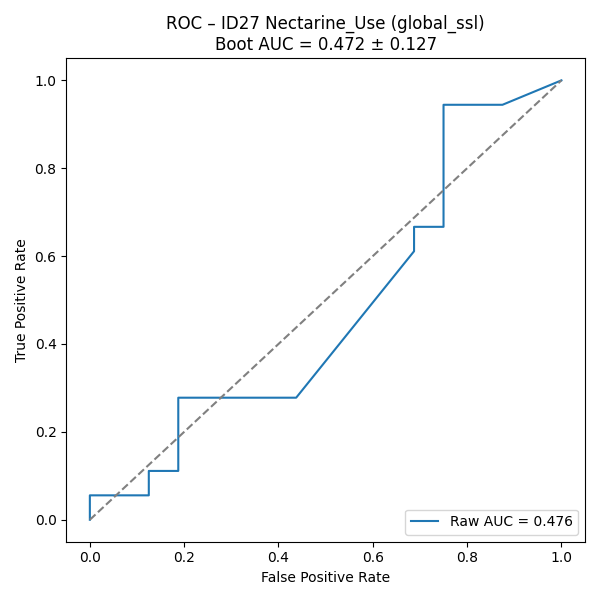 ROC – ID27 Nectarine_Use (global_ssl)
Boot AUC = 0.472 ± 0.127
True Positive Rate
1.0
0.8
0.6
0.4
0.2
0.0
Raw AUC = 0.476
0.0 0.2 0.4 0.6 0.8 1.0
False Positive Rate